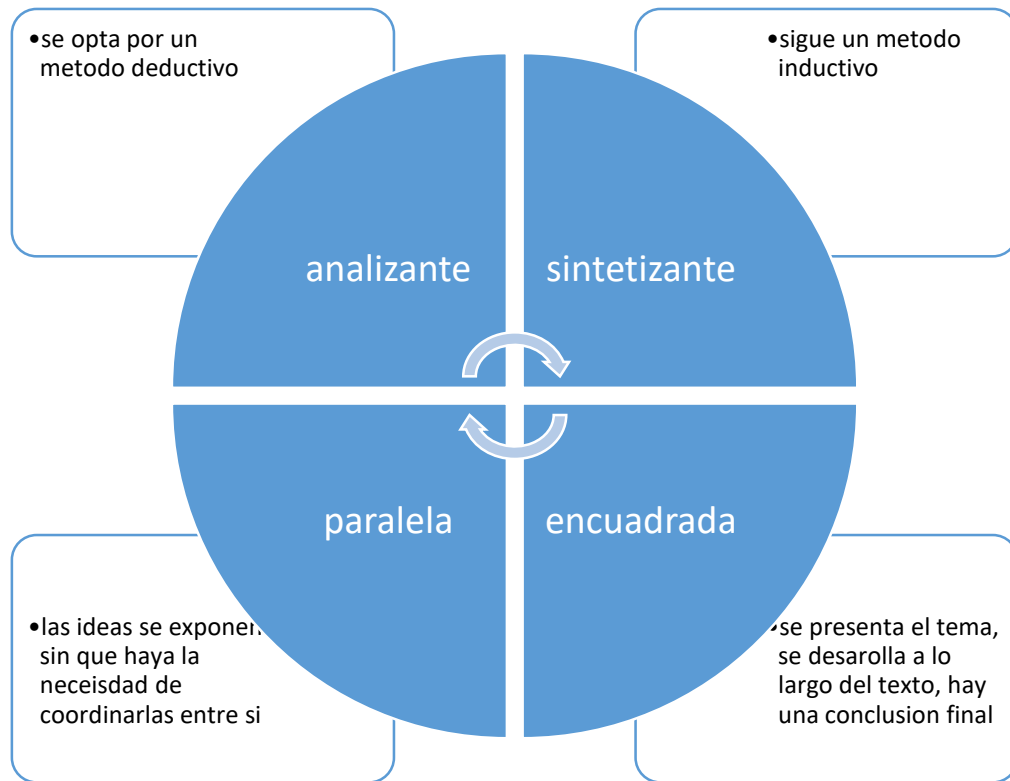 •se opta por un
metodo deductivo
•sigue un metodo
inductivo
analizante
sintetizante
paralela
encuadrada
•las ideas se exponen
sin que haya la
neceisdad de
coordinarlas entre si
•se presenta el tema,
se desarolla a lo
largo del texto, hay
una conclusion final